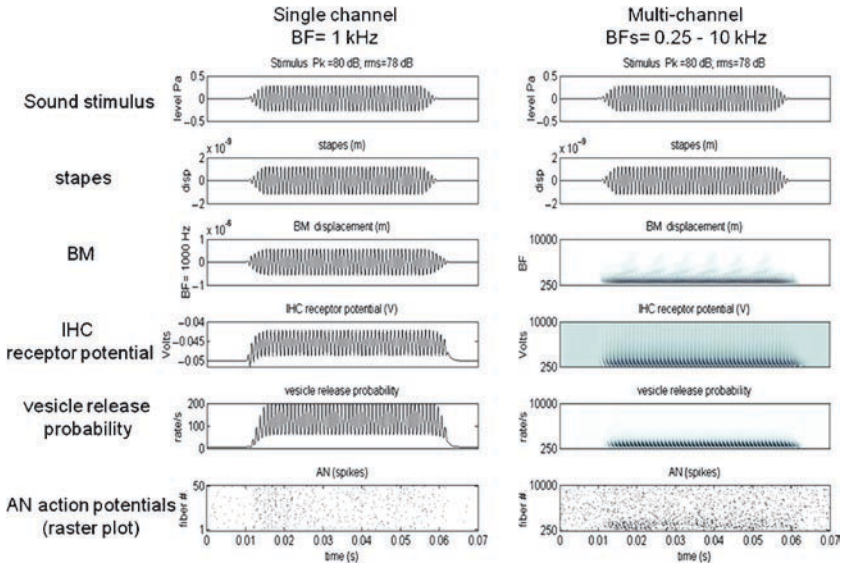 Single channel
BF= 1 kHz
Multi-channel
BFs= 0.25 - 10 kHz
Sound stimulus
Stimulus Pk =80 dB, rms=78 dB
level Pa
0.5
0
−0.5
Stimulus Pk =80 dB, rms=78 dB
level Pa
0.5
0
−0.5
stapes
x 10⁻⁹
stapes (m)
disp
2
0
−2
x 10⁻⁹
stapes (m)
disp
2
0
−2
BM
x 10⁻⁶
BM displacement (m)
BF= 1000 Hz
1
0
−1
BM displacement (m)
BF
10000
250
IHC
receptor potential
IHC receptor potential (V)
Volts
−0.04
−0.045
−0.05
IHC receptor potential (V)
Volts
10000
250
vesicle release
probability
vesicle release probability
rate/s
200
100
0
vesicle release probability
rate/s
10000
250
AN action potentials
(raster plot)
AN (spikes)
fiber #
50
1
0 0.01 0.02 0.03 0.04 0.05 0.06 0.07
time (s)
AN (spikes)
fiber #
10000
250
0 0.01 0.02 0.03 0.04 0.05 0.06 0.07
time (s)